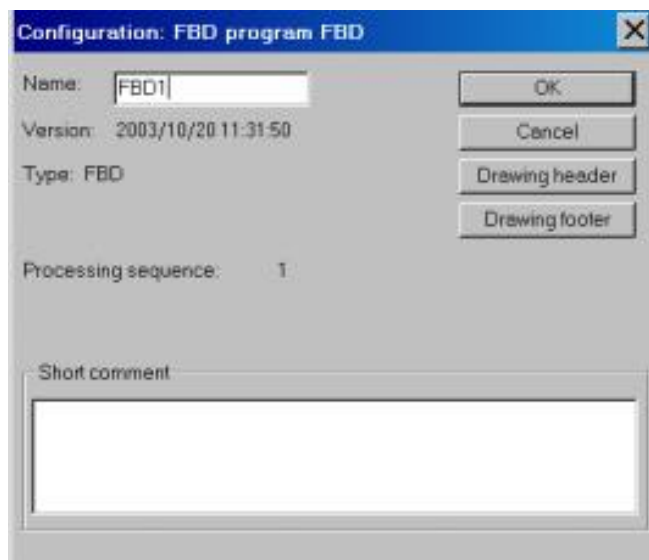 Configuration: FBD program FBD
Name: FBD1 OK
Version: 2003/10/20 11:31:50 Cancel
Type: FBD Drawing header
Drawing footer
Processing sequence: 1
Short comment